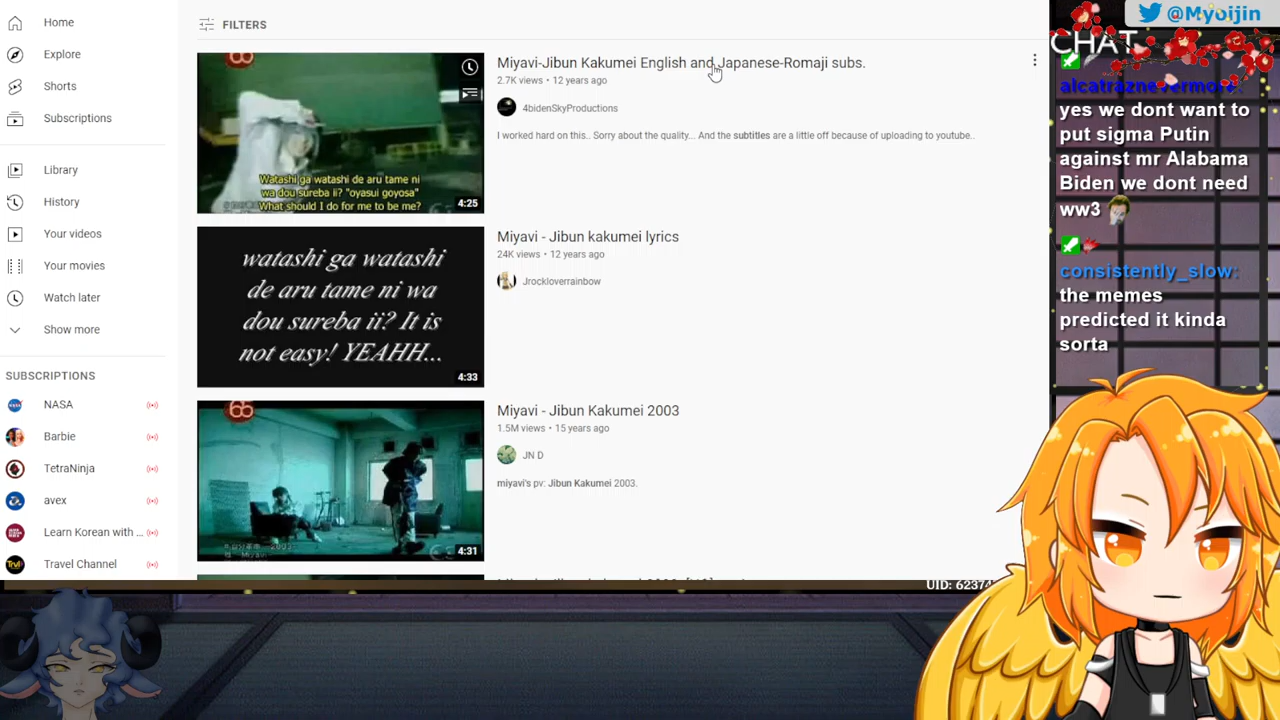 Home
Explore
Shorts
Subscriptions
Library
History
Your videos
Your movies
Watch later
Show more
SUBSCRIPTIONS
NASA
Barbie
TetraNinja
avex
Learn Korean with ...
Travel Channel
FILTERS
Miyavi-Jibun Kakumei English and Japanese-Romaji subs.
2.7K views • 12 years ago
4bidenSkyProductions
I worked hard on this.. Sorry about the quality... And the subtitles are a little off because of uploading to youtube..
Watashi ga watashi de aru tame ni
wa dou sureba ii? "oyasui goyosa"
What should I do for me to be me?
4:25
Miyavi - Jibun kakumei lyrics
24K views • 12 years ago
Jrockloverrainbow
watashi ga watashi
de aru tame ni wa
dou sureba ii? It is
not easy! YEAHH...
4:33
Miyavi - Jibun Kakumei 2003
1.5M views • 15 years ago
JN D
miyavi's pv: Jibun Kakumei 2003.
4:31
@Myoijin
CHAT
alcatraznevermore:
yes we dont want to
put sigma Putin
against mr Alabama
Biden we dont need
ww3
consistently_slow:
the memes
predicted it kinda
sorta